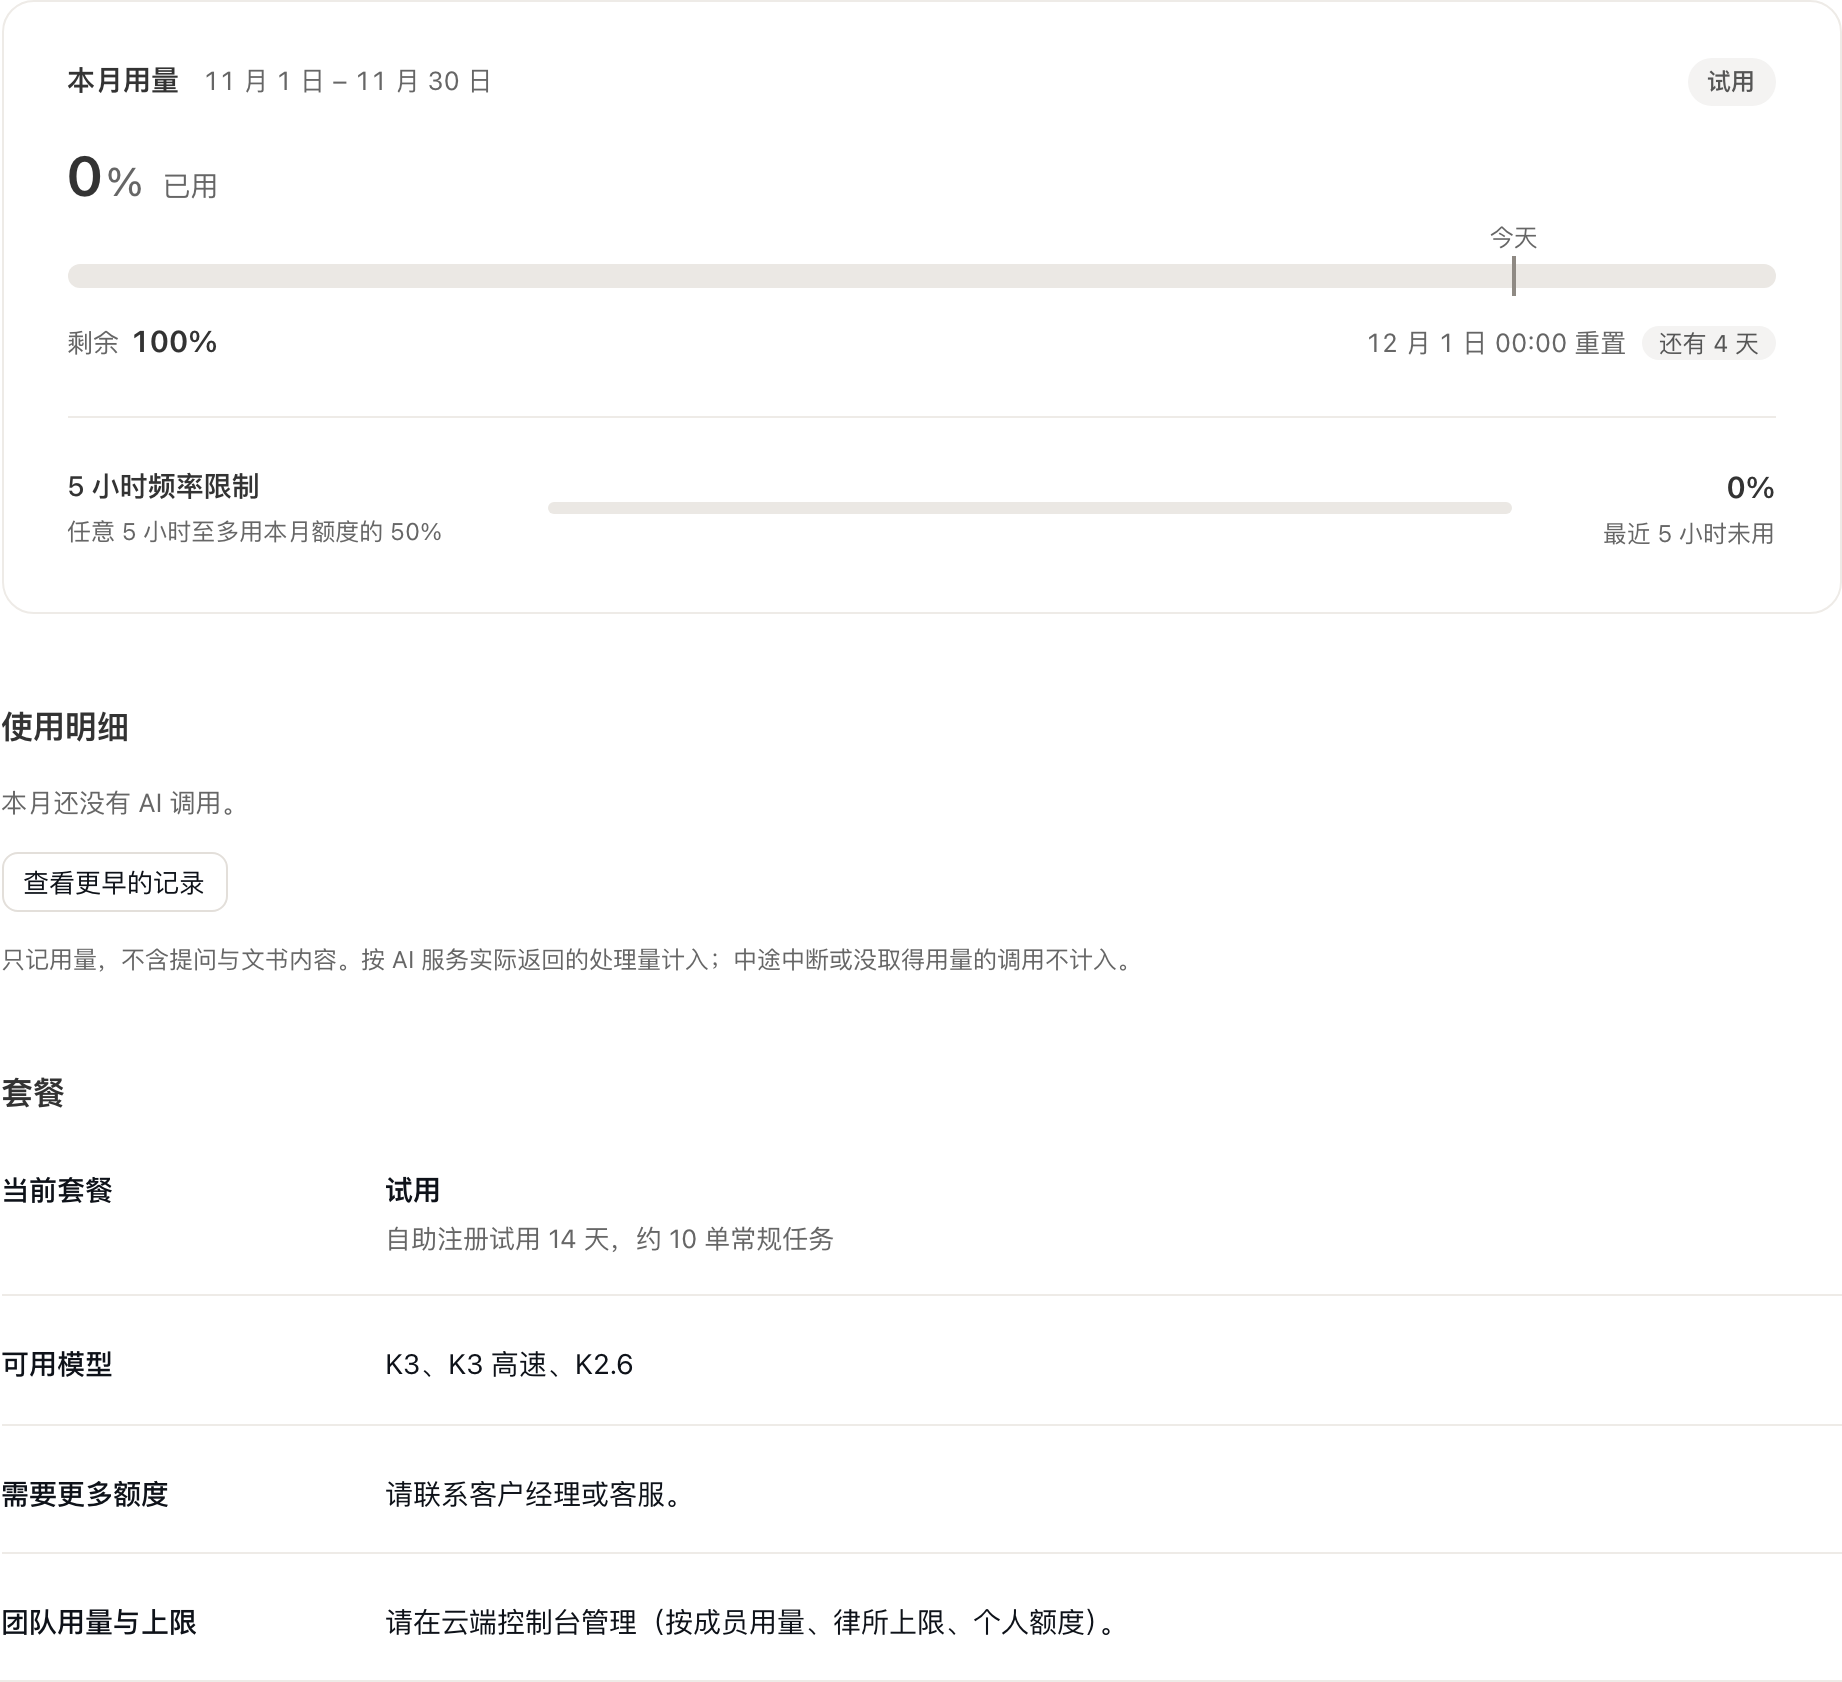 本月用量 11 月 1 日 – 11 月 30 日
试用
0% 已用
今天
剩余 100%
12 月 1 日 00:00 重置 还有 4 天
5 小时频率限制
任意 5 小时至多用本月额度的 50%
0%
最近 5 小时未用
使用明细
本月还没有 AI 调用。
查看更早的记录
只记用量，不含提问与文书内容。按 AI 服务实际返回的处理量计入；中途中断或没取得用量的调用不计入。
套餐
当前套餐 试用
自助注册试用 14 天，约 10 单常规任务
可用模型 K3、K3 高速、K2.6
需要更多额度 请联系客户经理或客服。
团队用量与上限 请在云端控制台管理（按成员用量、律所上限、个人额度）。